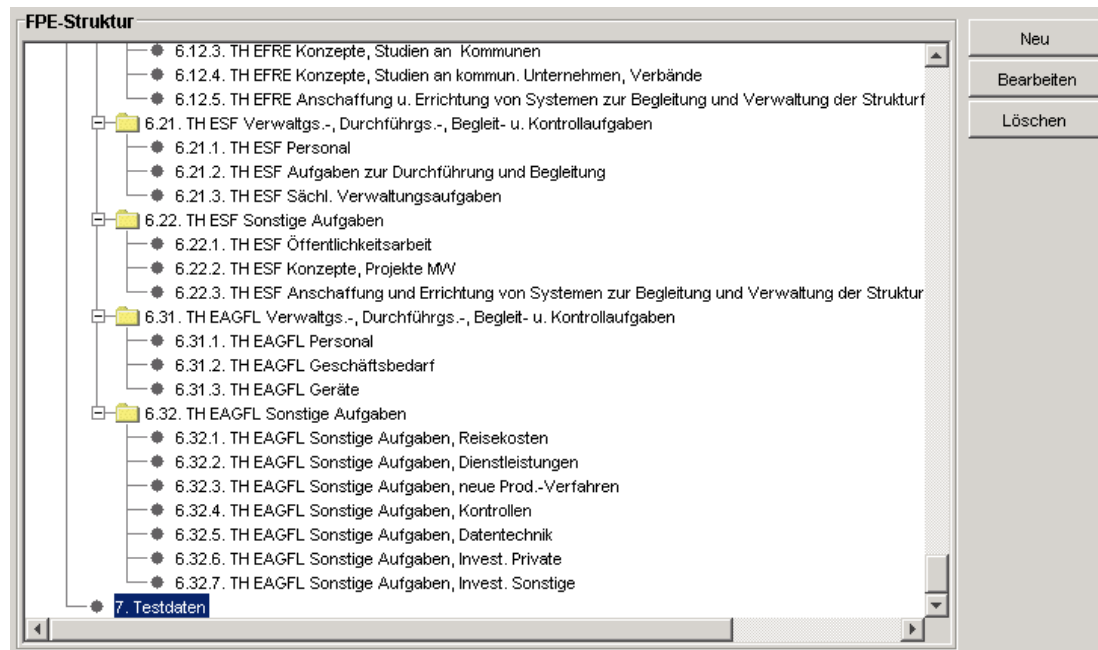 FPE-Struktur
Neu
Bearbeiten
Löschen
6.12.3. TH EFRE Konzepte, Studien an Kommunen
6.12.4. TH EFRE Konzepte, Studien an kommun. Unternehmen, Verbände
6.12.5. TH EFRE Anschaffung u. Errichtung von Systemen zur Begleitung und Verwaltung der Strukturf
6.21. TH ESF Verwaltgs.-, Durchführgs.-, Begleit- u. Kontrollaufgaben
6.21.1. TH ESF Personal
6.21.2. TH ESF Aufgaben zur Durchführung und Begleitung
6.21.3. TH ESF Sächl. Verwaltungsaufgaben
6.22. TH ESF Sonstige Aufgaben
6.22.1. TH ESF Öffentlichkeitsarbeit
6.22.2. TH ESF Konzepte, Projekte MW
6.22.3. TH ESF Anschaffung und Errichtung von Systemen zur Begleitung und Verwaltung der Struktur
6.31. TH EAGFL Verwaltgs.-, Durchführgs.-, Begleit- u. Kontrollaufgaben
6.31.1. TH EAGFL Personal
6.31.2. TH EAGFL Geschäftsbedarf
6.31.3. TH EAGFL Geräte
6.32. TH EAGFL Sonstige Aufgaben
6.32.1. TH EAGFL Sonstige Aufgaben, Reisekosten
6.32.2. TH EAGFL Sonstige Aufgaben, Dienstleistungen
6.32.3. TH EAGFL Sonstige Aufgaben, neue Prod.-Verfahren
6.32.4. TH EAGFL Sonstige Aufgaben, Kontrollen
6.32.5. TH EAGFL Sonstige Aufgaben, Datentechnik
6.32.6. TH EAGFL Sonstige Aufgaben, Invest. Private
6.32.7. TH EAGFL Sonstige Aufgaben, Invest. Sonstige
7. Testdaten